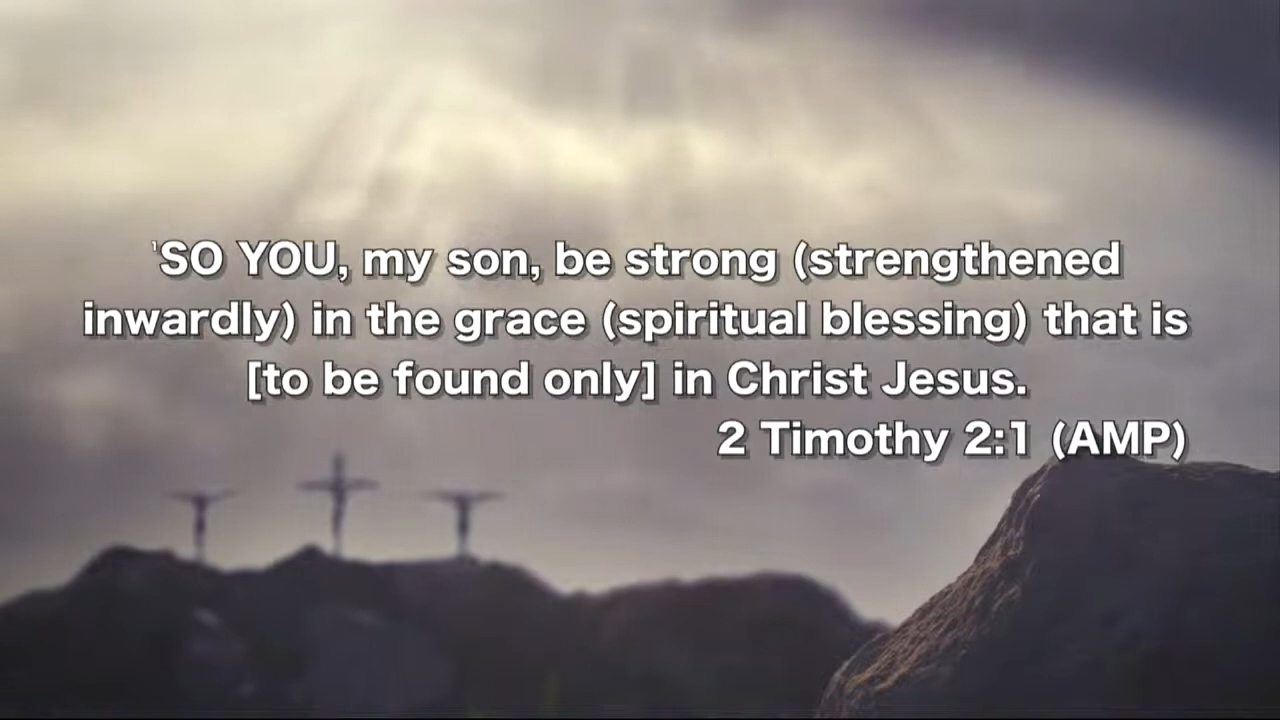 ¹SO YOU, my son, be strong (strengthened
inwardly) in the grace (spiritual blessing) that is
[to be found only] in Christ Jesus.
2 Timothy 2:1 (AMP)